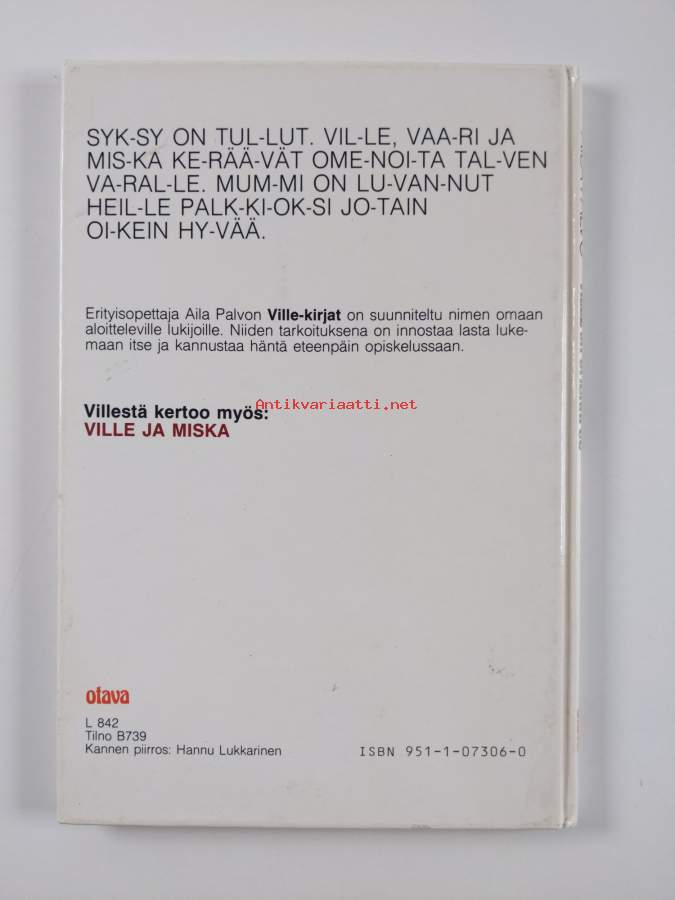 SYK-SY ON TUL-LUT. VIL-LE, VAA-RI JA
MIS-KA KE-RÄÄ-VÄT OME-NOI-TA TAL-VEN
VA-RAL-LE. MUM-MI ON LU-VAN-NUT
HEIL-LE PALK-KI-OK-SI JO-TAIN
OI-KEIN HY-VÄÄ.
Erityisopettaja Aila Palvon Ville-kirjat on suunniteltu nimen omaan
aloitteleville lukijoille. Niiden tarkoituksena on innostaa lasta luke-
maan itse ja kannustaa häntä eteenpäin opiskelussaan.
Antikvariaatti.net
Villestä kertoo myös:
VILLE JA MISKA
otava
L 842
Tilno B739
Kannen piirros: Hannu Lukkarinen
ISBN 951-1-07306-0